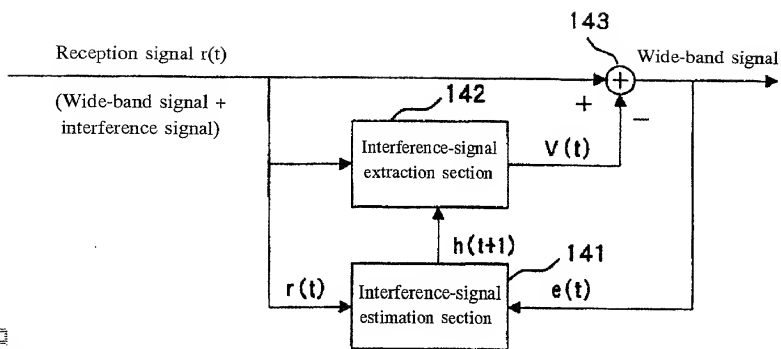 143
Reception signal r(t)
Wide-band signal
(Wide-band signal +
interference signal)
+
+
−
142
Interference-signal
extraction section
V(t)
h(t+1)
141
r(t)
Interference-signal
estimation section
e(t)